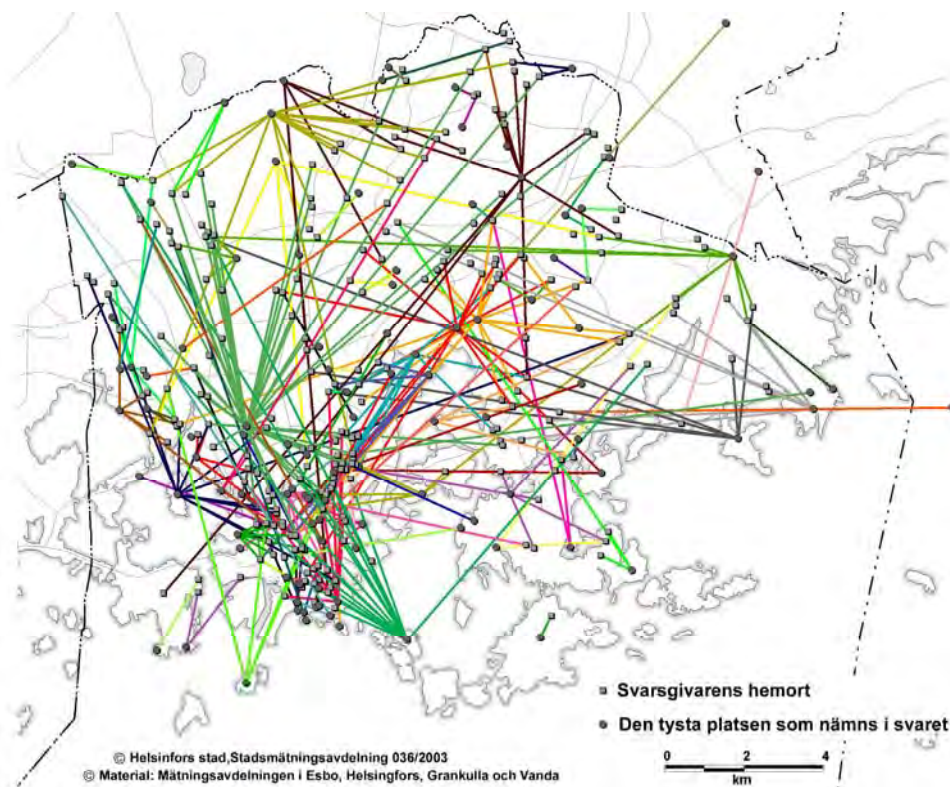 Svarsgivarens hemort
Den tysta platsen som nämns i svaret
© Helsinfors stad,Stadsmätningsavdelning 036/2003
© Material: Mätningsavdelningen i Esbo, Helsingfors, Grankulla och Vanda
0 2 4
km